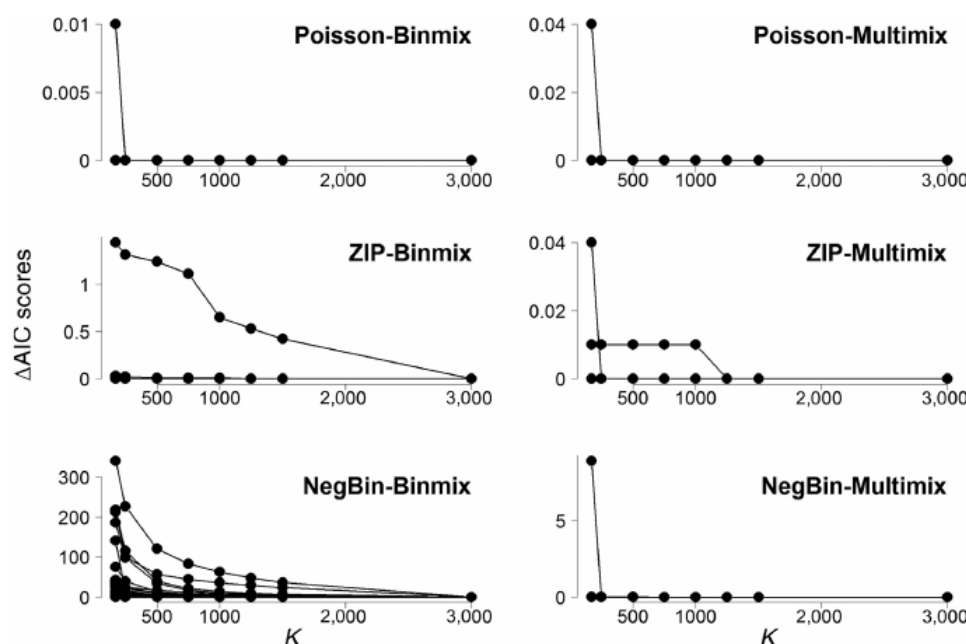 Poisson-Binmix
0.01
0.005
0
500 1000 2,000 3,000
Poisson-Multimix
0.04
0.02
0
500 1000 2,000 3,000
ΔAIC scores
ZIP-Binmix
1
0.5
0
500 1000 2,000 3,000
ZIP-Multimix
0.04
0.02
0
500 1000 2,000 3,000
NegBin-Binmix
300
200
100
0
500 1000 2,000 3,000
K
NegBin-Multimix
5
0
500 1000 2,000 3,000
K